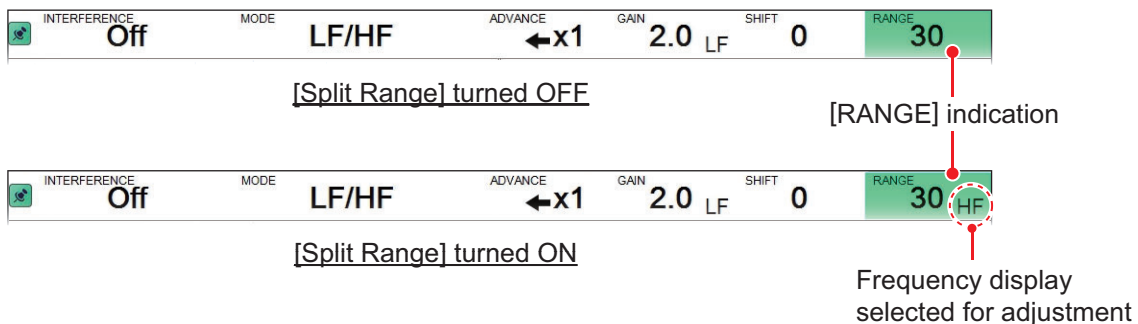 INTERFERENCE MODE ADVANCE GAIN SHIFT RANGE
Off LF/HF ←x1 2.0 LF 0 30
[Split Range] turned OFF
[RANGE] indication
INTERFERENCE MODE ADVANCE GAIN SHIFT RANGE
Off LF/HF ←x1 2.0 LF 0 30 HF
[Split Range] turned ON
Frequency display
selected for adjustment